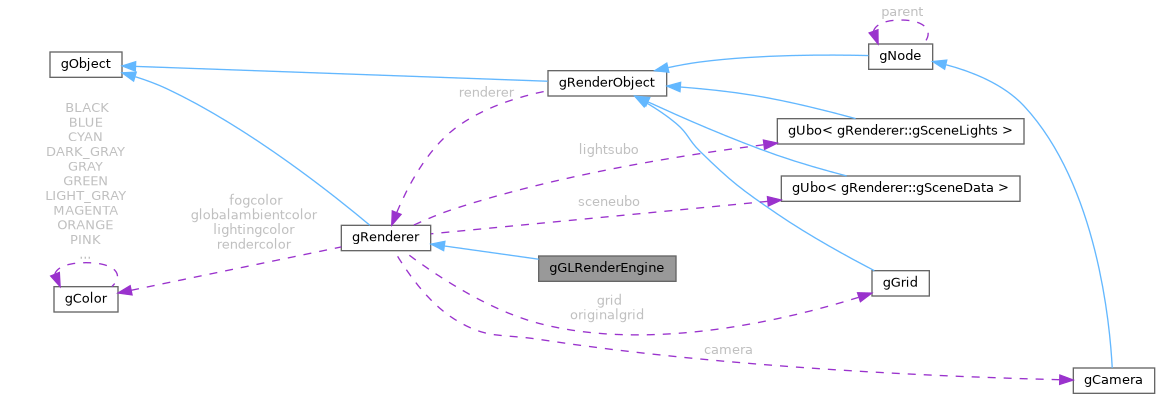 parent
gObject
gNode
gRenderObject
renderer
BLACK
BLUE
CYAN
DARK_GRAY
GRAY
GREEN
LIGHT_GRAY
MAGENTA
ORANGE
PINK
...
gUbo< gRenderer::gSceneLights >
lightsubo
gUbo< gRenderer::gSceneData >
sceneubo
fogcolor
globalambientcolor
lightingcolor
rendercolor
gRenderer
gGLRenderEngine
gGrid
gColor
grid
originalgrid
camera
gCamera